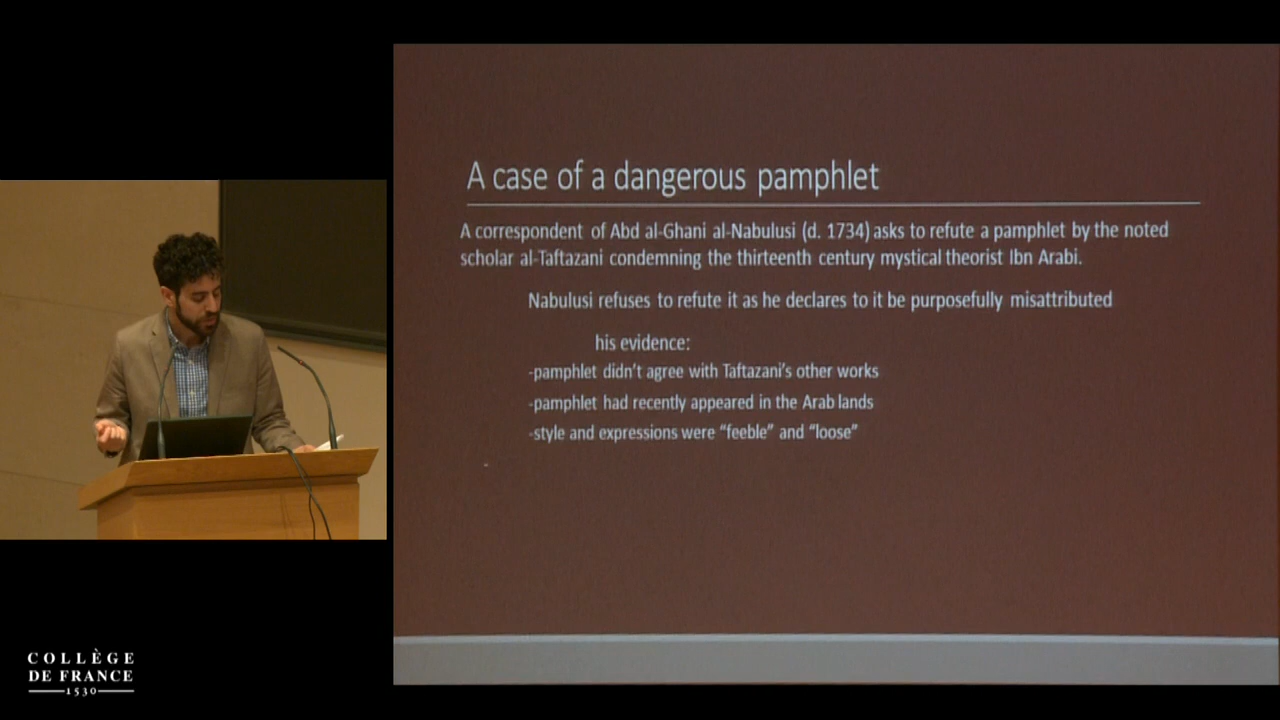 A case of a dangerous pamphlet
A correspondent of Abd al-Ghani al-Nabulusi (d. 1734) asks to refute a pamphlet by the noted
scholar al-Taftazani condemning the thirteenth century mystical theorist Ibn Arabi.
Nabulusi refuses to refute it as he declares to it be purposefully misattributed
his evidence:
-pamphlet didn't agree with Taftazani's other works
-pamphlet had recently appeared in the Arab lands
-style and expressions were "feeble" and "loose"
COLLÈGE
DE FRANCE
1530